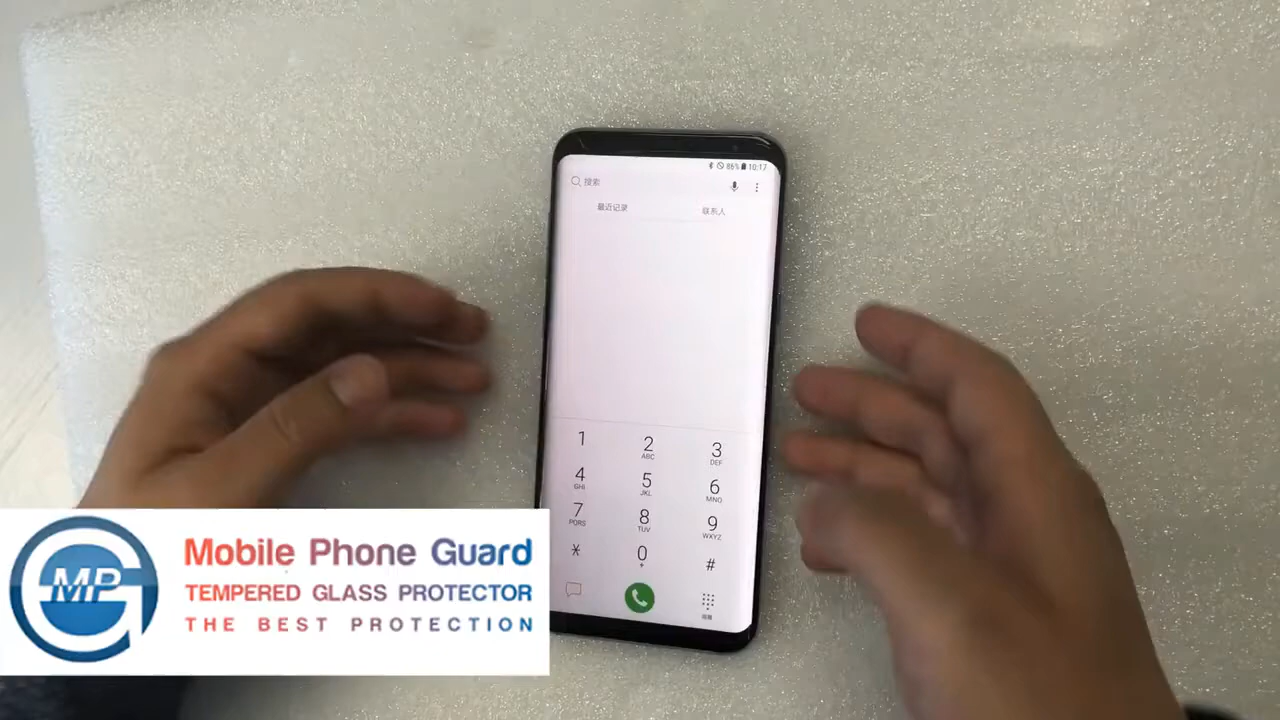 86% 10:17
搜索
最近记录 联系人
1 2 3
ABC DEF
4 5 6
GHI JKL MNO
7 8 9
PQRS TUV WXYZ
* 0 #
+
MP
Mobile Phone Guard
TEMPERED GLASS PROTECTOR
THE BEST PROTECTION